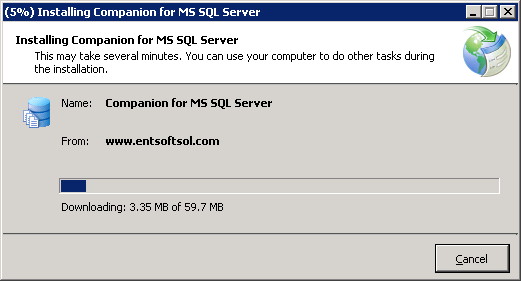 (5%) Installing Companion for MS SQL Server
Installing Companion for MS SQL Server
This may take several minutes. You can use your computer to do other tasks during
the installation.
Name: Companion for MS SQL Server
From: www.entsoftsol.com
Downloading: 3.35 MB of 59.7 MB
Cancel